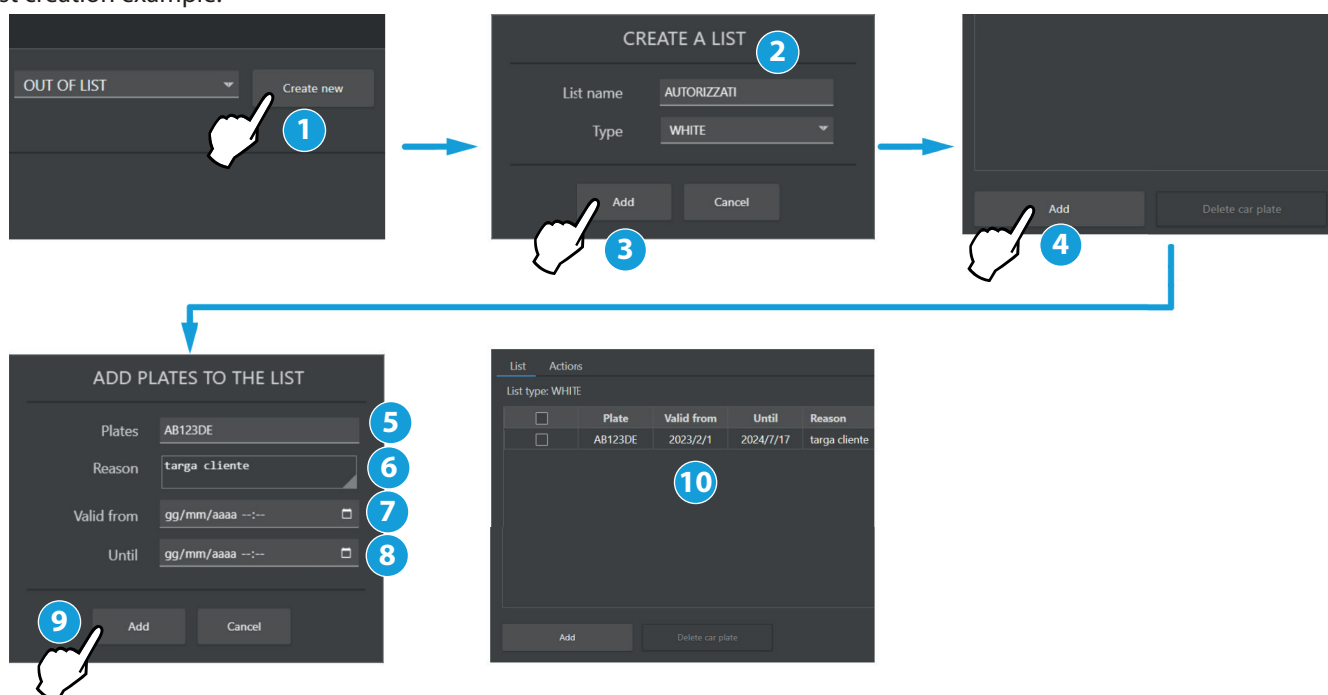 st creation example.
OUT OF LIST
Create new
1
CREATE A LIST
2
List name AUTORIZZATI
Type WHITE
Add Cancel
3
Add Delete car plate
4
ADD PLATES TO THE LIST
Plates AB123DE
5
Reason targa cliente
6
Valid from gg/mm/aaaa --:--
7
Until gg/mm/aaaa --:--
8
9
Add Cancel
List Actions
List type: WHITE
Plate Valid from Until Reason
AB123DE 2023/2/1 2024/7/17 targa cliente
10
Add Delete car plate